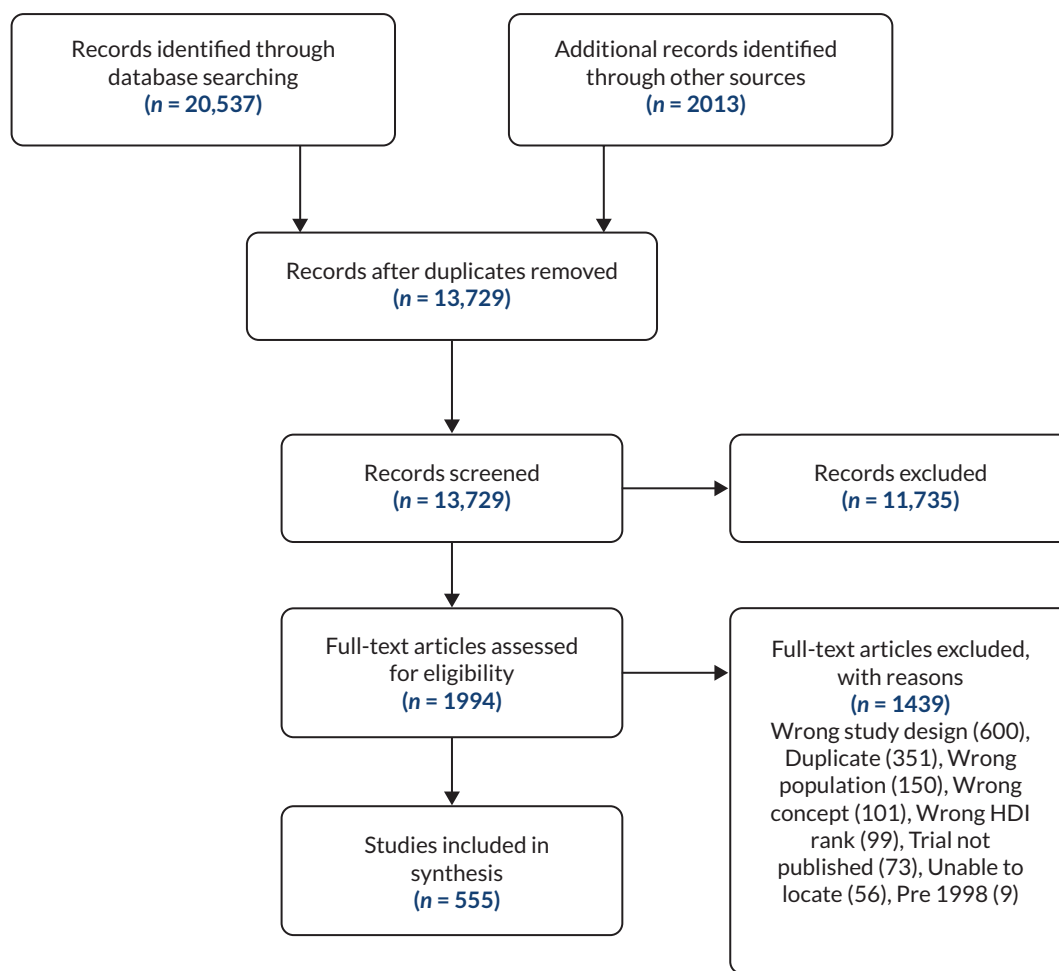 Records identified through
database searching
(n = 20,537)
Additional records identified
through other sources
(n = 2013)
Records after duplicates removed
(n = 13,729)
Records screened
(n = 13,729)
Records excluded
(n = 11,735)
Full-text articles assessed
for eligibility
(n = 1994)
Full-text articles excluded,
with reasons
(n = 1439)
Wrong study design (600),
Duplicate (351), Wrong
population (150), Wrong
concept (101), Wrong HDI
rank (99), Trial not
published (73), Unable to
locate (56), Pre 1998 (9)
Studies included in
synthesis
(n = 555)